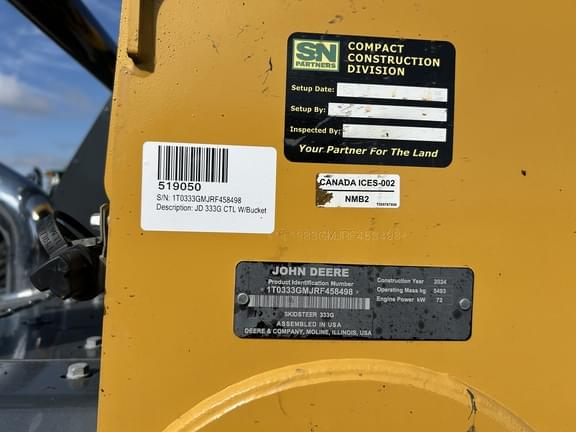 SN
PARTNERS
COMPACT
CONSTRUCTION
DIVISION
Setup Date:
Setup By:
Inspected By:
Your Partner For The Land
519050
S/N: 1T0333GMJRF458498
Description: JD 333G CTL W/Bucket
CANADA ICES-002
NMB2
JOHN DEERE
Product Identification Number
*1T0333GMJRF458498*
SKIDSTEER 333G
ASSEMBLED IN USA
DEERE & COMPANY, MOLINE, ILLINOIS, USA
Construction Year 2024
Operating Mass kg 5493
Engine Power kW 72